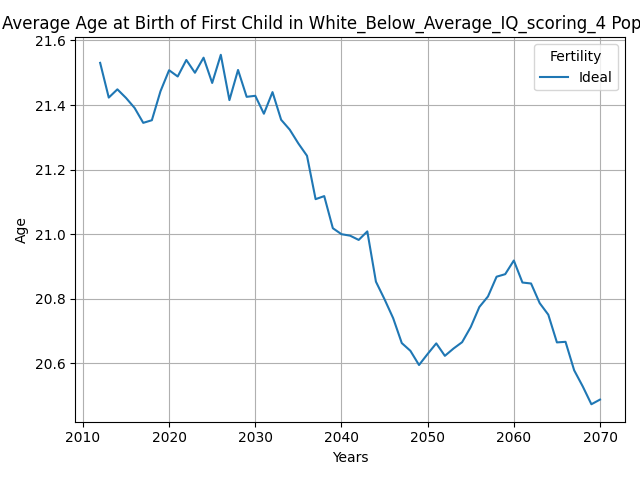 Average Age at Birth of First Child in White_Below_Average_IQ_scoring_4 Pop
21.6
21.4
21.2
21.0
20.8
20.6
Age
Fertility
Ideal
2010 2020 2030 2040 2050 2060 2070
Years